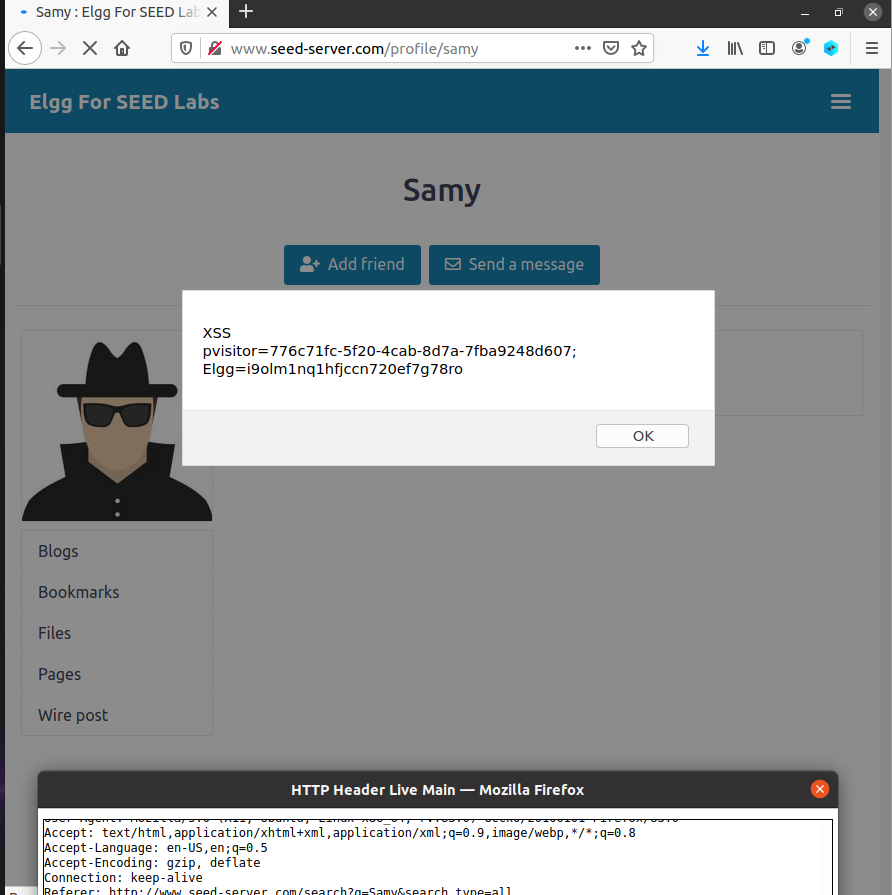 Samy : Elgg For SEED Lab
www.seed-server.com/profile/samy
Elgg For SEED Labs
Samy
Add friend
Send a message
XSS
pvisitor=776c71fc-5f20-4cab-8d7a-7fba9248d607;
Elgg=i9olm1nq1hfjccn720ef7g78ro
OK
Blogs
Bookmarks
Files
Pages
Wire post
HTTP Header Live Main — Mozilla Firefox
Accept: text/html,application/xhtml+xml,application/xml;q=0.9,image/webp,*/*;q=0.8
Accept-Language: en-US,en;q=0.5
Accept-Encoding: gzip, deflate
Connection: keep-alive
Referer: http://www.seed-server.com/search?q=Samy&search_type=all